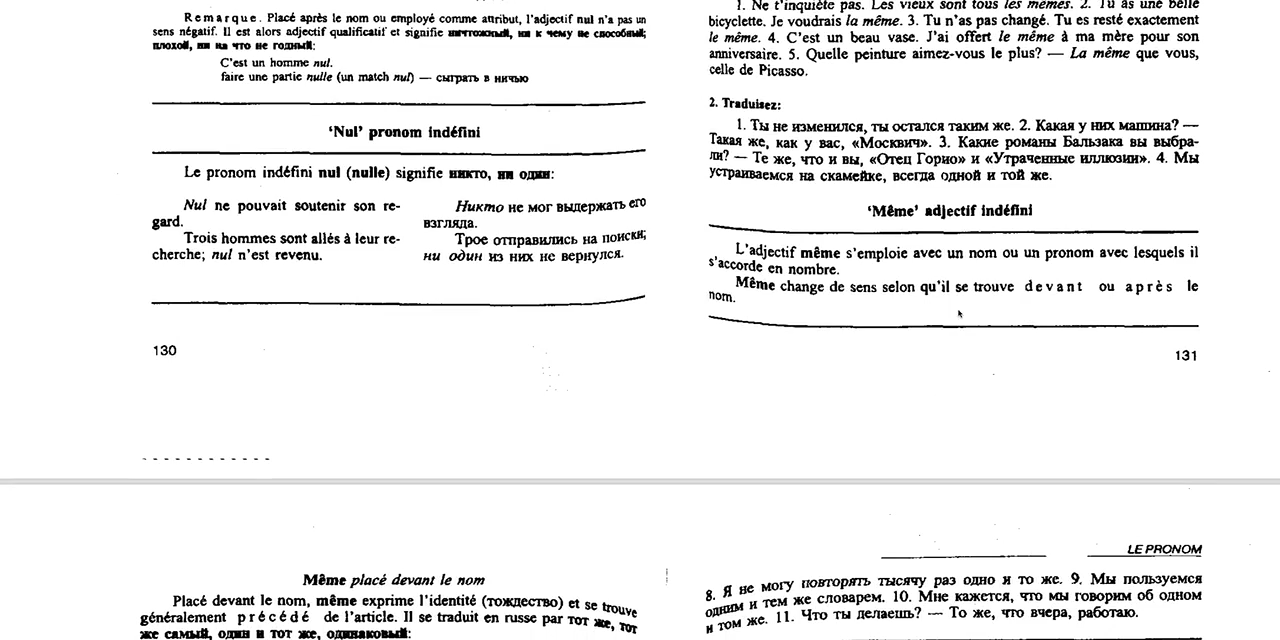 Remarque. Placé après le nom ou employé comme attribut, l'adjectif nul n'a pas un
sens négatif. Il est alors adjectif qualificatif et signifie ничтожный, ни к чему не способный;
плохой, ни на что не годный:
C'est un homme nul.
faire une partie nulle (un match nul) — сыграть в ничью
'Nul' pronom indéfini
Le pronom indéfini nul (nulle) signifie никто, ни один:
Nul ne pouvait soutenir son re-
gard.
Trois hommes sont allés à leur re-
cherche; nul n'est revenu.
Никто не мог выдержать его
взгляда.
Трое отправились на поиски;
ни один из них не вернулся.
130
1. Ne t'inquiète pas. Les vieux sont tous les mêmes. 2. Tu as une belle
bicyclette. Je voudrais la même. 3. Tu n'as pas changé. Tu es resté exactement
le même. 4. C'est un beau vase. J'ai offert le même à ma mère pour son
anniversaire. 5. Quelle peinture aimez-vous le plus? — La même que vous,
celle de Picasso.
2. Traduisez:
1. Ты не изменился, ты остался таким же. 2. Какая у них машина? —
Такая же, как у вас, «Москвич». 3. Какие романы Бальзака вы выбра-
ли? — Те же, что и вы, «Отец Горио» и «Утраченные иллюзии». 4. Мы
устраиваемся на скамейке, всегда одной и той же.
'Même' adjectif indéfini
L'adjectif même s'emploie avec un nom ou un pronom avec lesquels il
s'accorde en nombre.
Même change de sens selon qu'il se trouve devant ou après le
nom.
131
Même placé devant le nom
Placé devant le nom, même exprime l'identité (тождество) et se trouve
généralement précédé de l'article. Il se traduit en russe par тот же, тот
же самый, один и тот же, одинаковый:
LE PRONOM
8. Я не могу повторять тысячу раз одно и то же. 9. Мы пользуемся
одним и тем же словарем. 10. Мне кажется, что мы говорим об одном
и том же. 11. Что ты делаешь? — То же, что вчера, работаю.